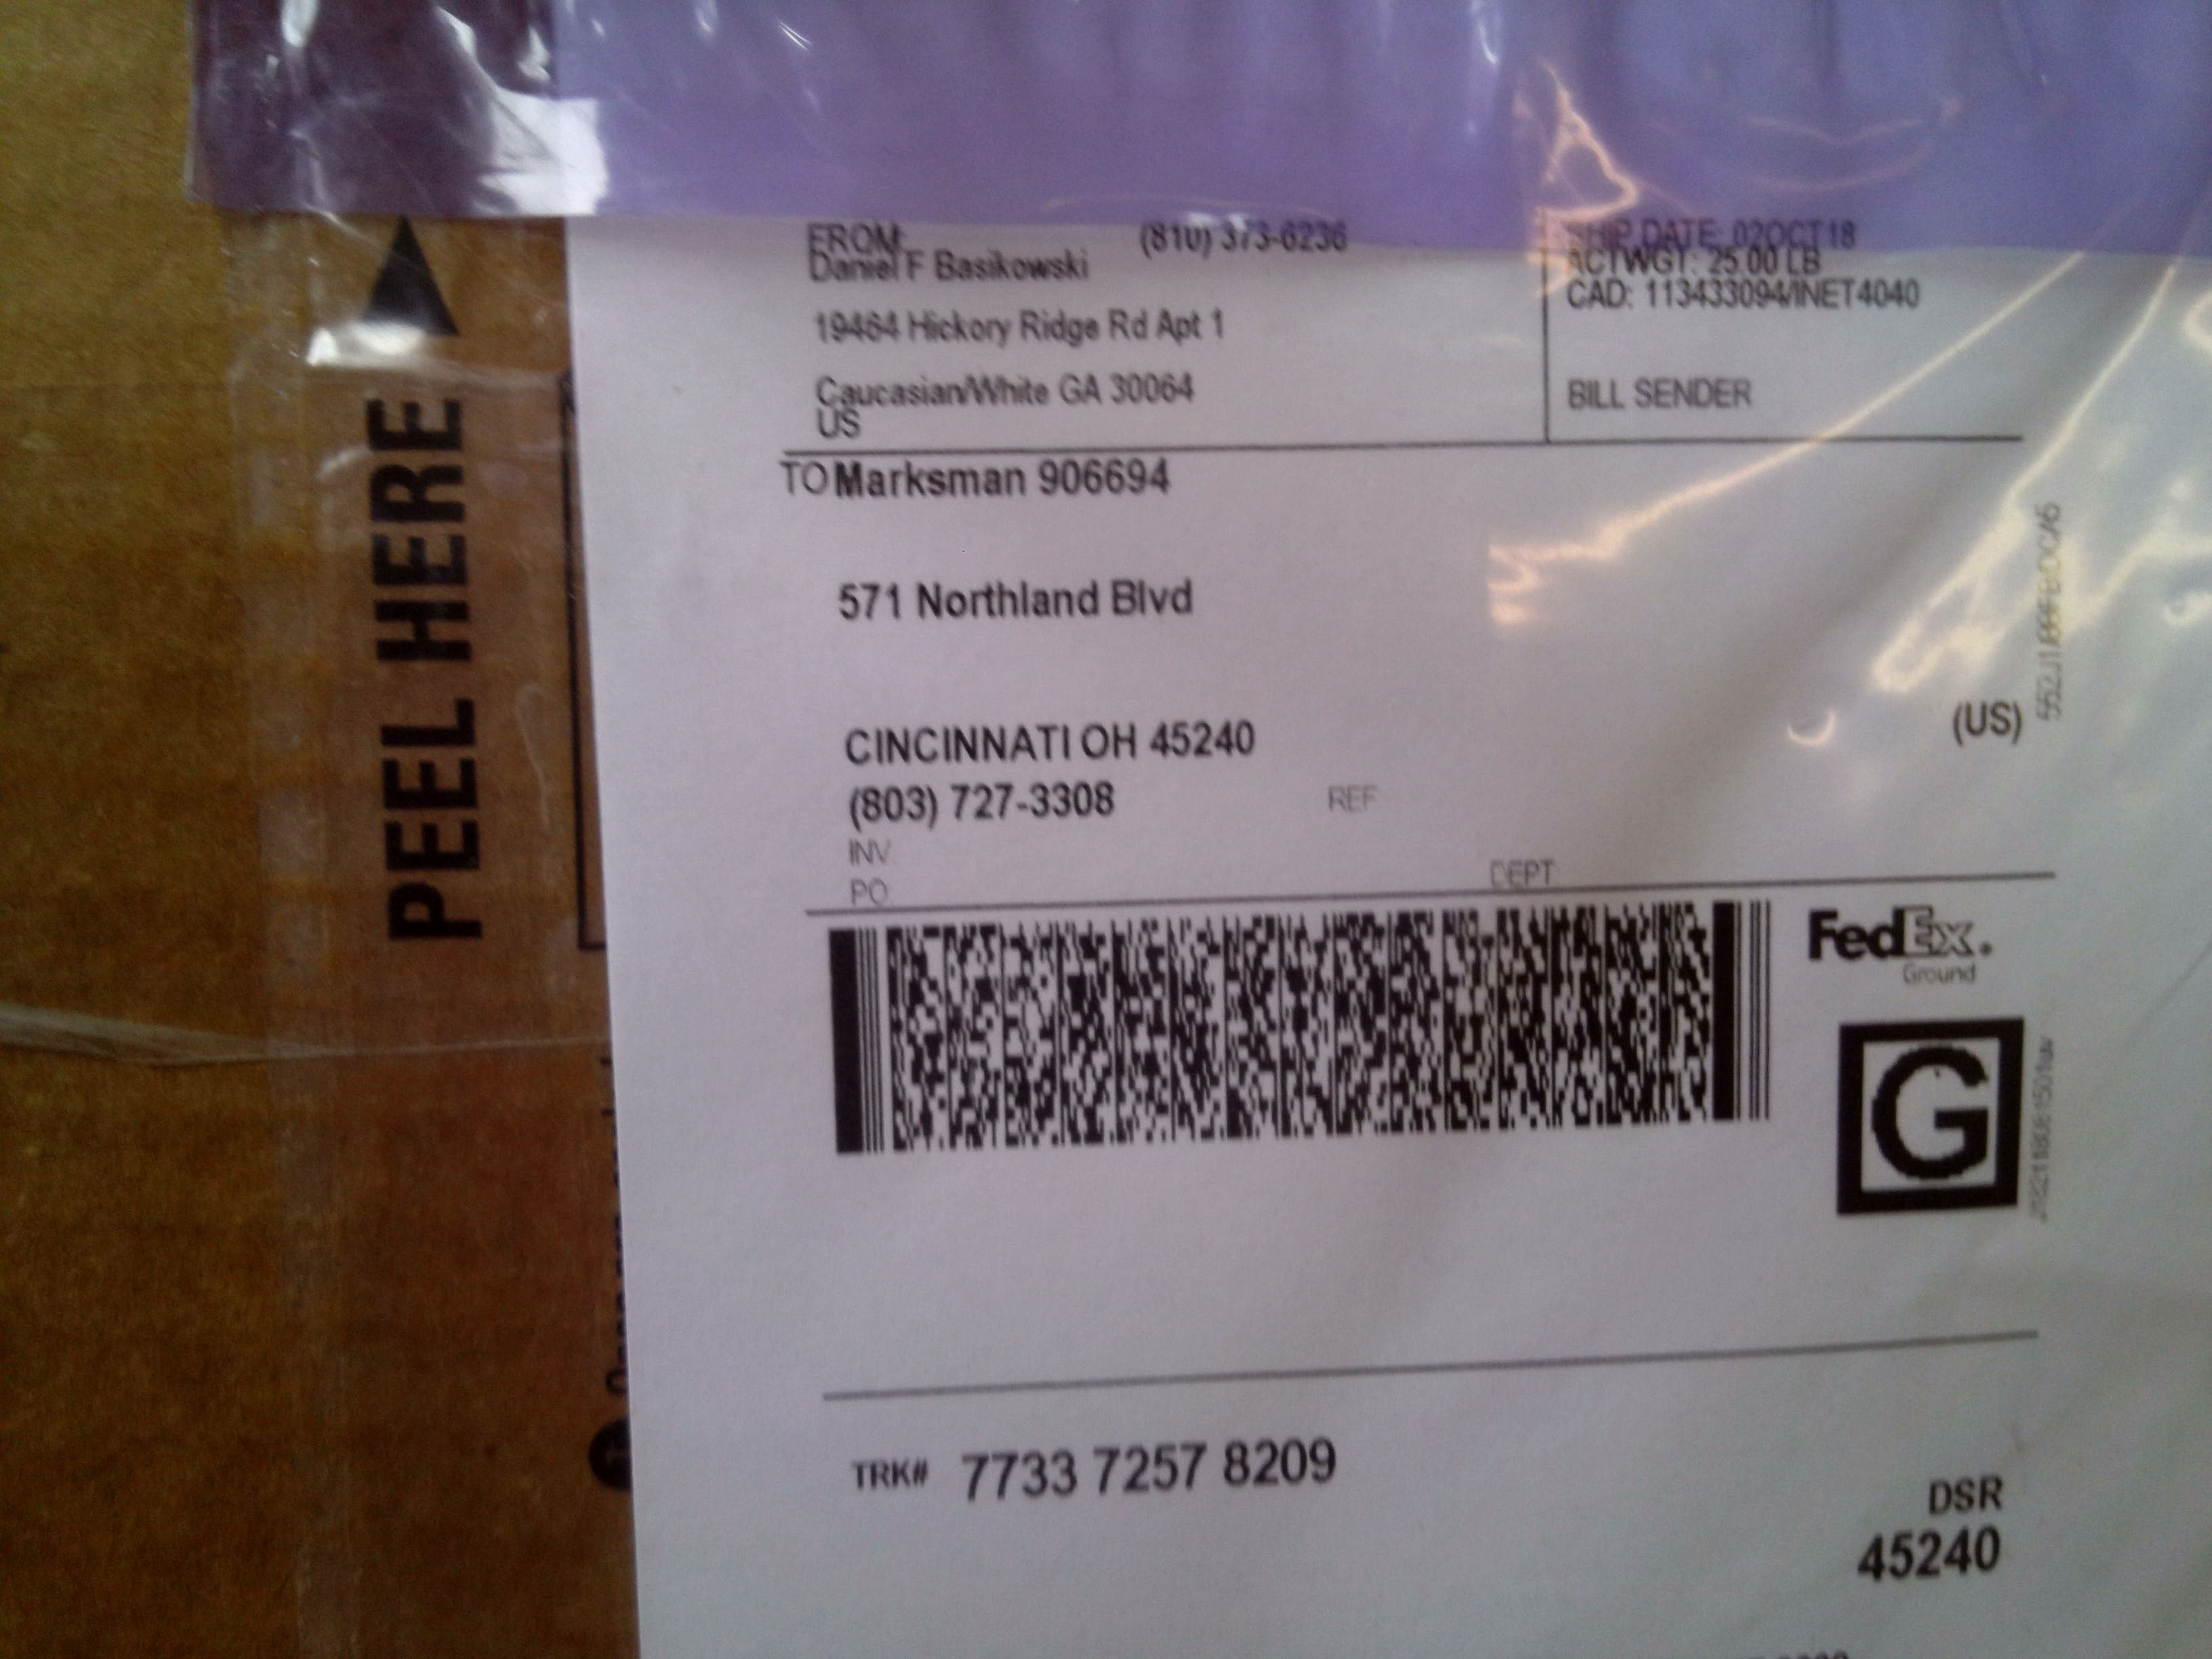 FROM: (810) 373-6236
Daniel F Basikowski
19464 Hickory Ridge Rd Apt 1
Caucasian/White GA 30064
US
SHIP DATE: 02OCT18
ACTWGT: 25.00 LB
CAD: 113433094/INET4040
BILL SENDER
TO Marksman 906694
571 Northland Blvd
CINCINNATI OH 45240
(US)
(803) 727-3308
REF
INV
PO
DEPT
FedEx.
Ground
G
TRK# 7733 7257 8209
DSR
45240
PEEL HERE